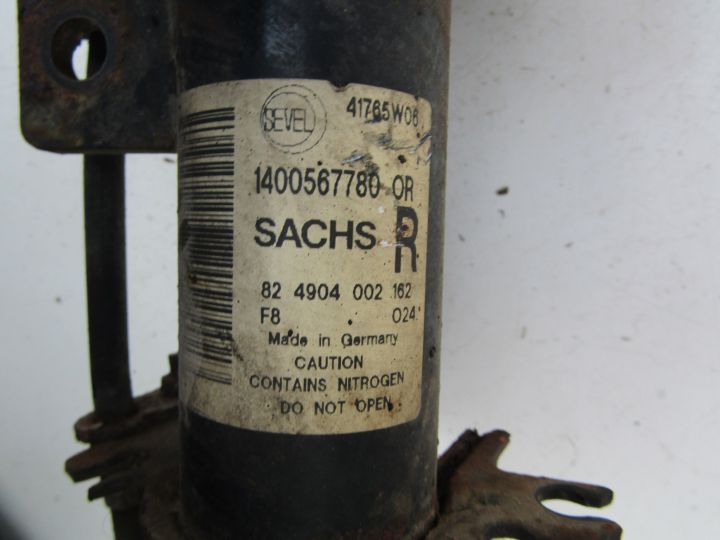 SEVEL 41765W06
1400567780 OR
SACHS R
82 4904 002 162
F8 024
Made in Germany
CAUTION
CONTAINS NITROGEN
DO NOT OPEN